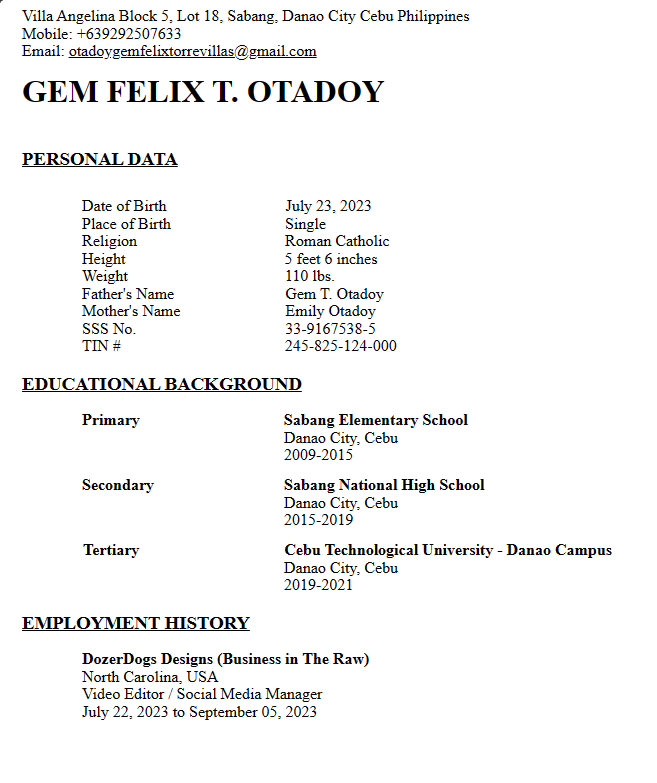 Villa Angelina Block 5, Lot 18, Sabang, Danao City Cebu Philippines
Mobile: +639292507633
Email: otadoygemfelixtorrevillas@gmail.com
GEM FELIX T. OTADOY
PERSONAL DATA
Date of Birth July 23, 2023
Place of Birth Single
Religion Roman Catholic
Height 5 feet 6 inches
Weight 110 lbs.
Father's Name Gem T. Otadoy
Mother's Name Emily Otadoy
SSS No. 33-9167538-5
TIN # 245-825-124-000
EDUCATIONAL BACKGROUND
Primary Sabang Elementary School
Danao City, Cebu
2009-2015
Secondary Sabang National High School
Danao City, Cebu
2015-2019
Tertiary Cebu Technological University - Danao Campus
Danao City, Cebu
2019-2021
EMPLOYMENT HISTORY
DozerDogs Designs (Business in The Raw)
North Carolina, USA
Video Editor / Social Media Manager
July 22, 2023 to September 05, 2023